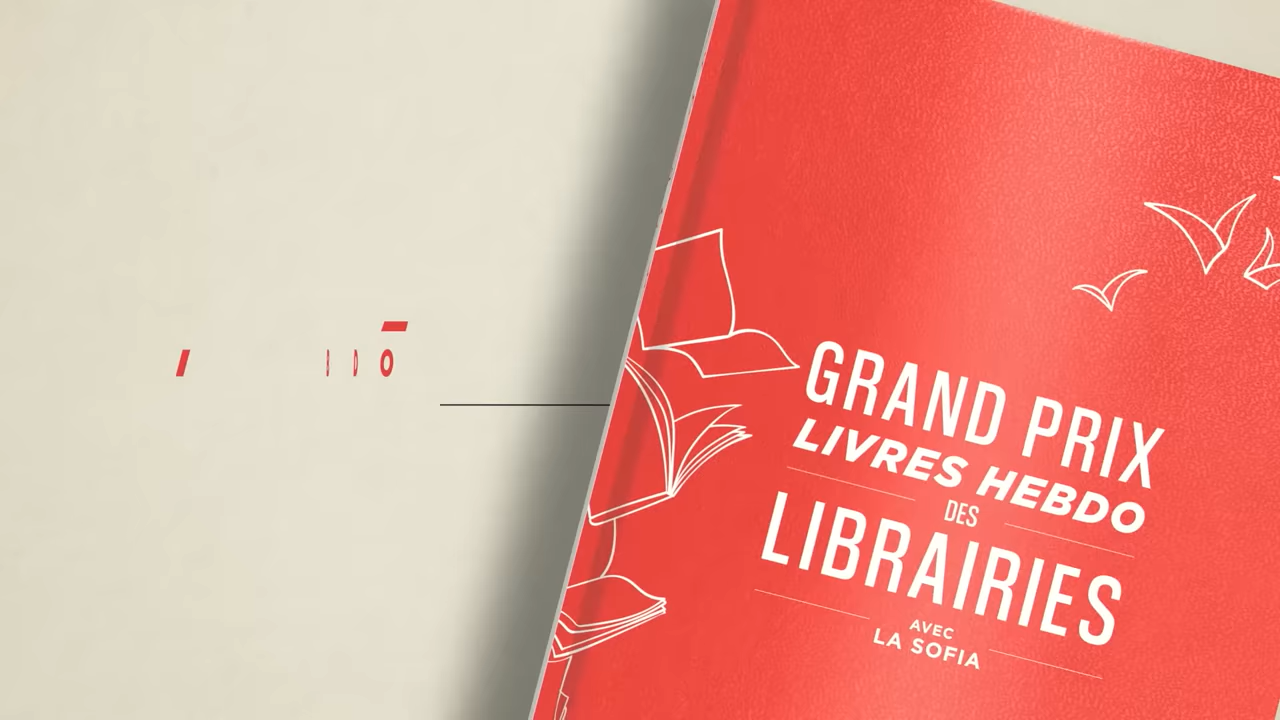 GRAND PRIX
LIVRES HEBDO
DES
LIBRAIRIES
AVEC
LA SOFIA